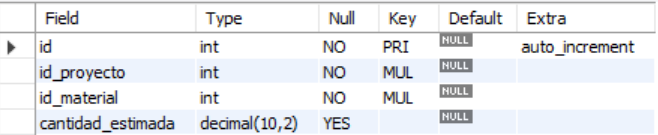 Field Type Null Key Default Extra
id int NO PRI NULL auto_increment
id_proyecto int NO MUL NULL
id_material int NO MUL NULL
cantidad_estimada decimal(10,2) YES NULL